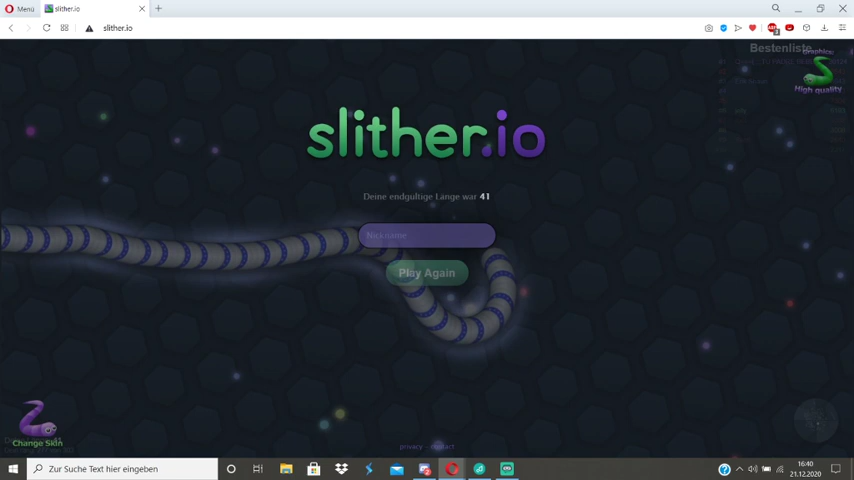 Menü
slither.io
slither.io
Bestenliste
Graphics:
High quality
slither.io
Deine endgultige Länge war 41
Nickname
Play Again
Change Skin
privacy - contact
Zur Suche Text hier eingeben
16:40
21.12.2020